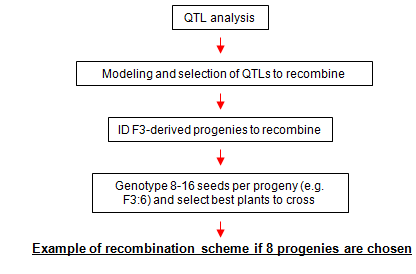 QTL analysis
Modeling and selection of QTLs to recombine
ID F3-derived progenies to recombine
Genotype 8-16 seeds per progeny (e.g.
F3:6) and select best plants to cross
Example of recombination scheme if 8 progenies are chosen